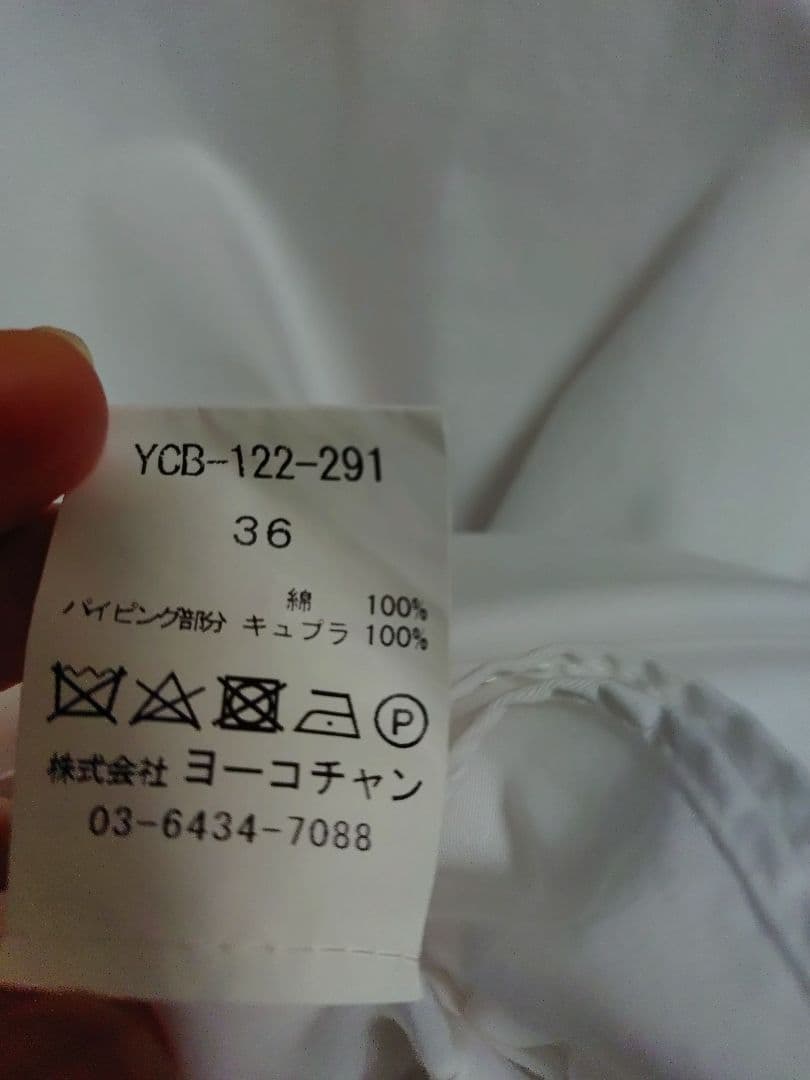 YCB-122-291
36
綿 100%
パイピング部分 キュプラ 100%
P
株式会社 ヨーコチャン
03-6434-7088